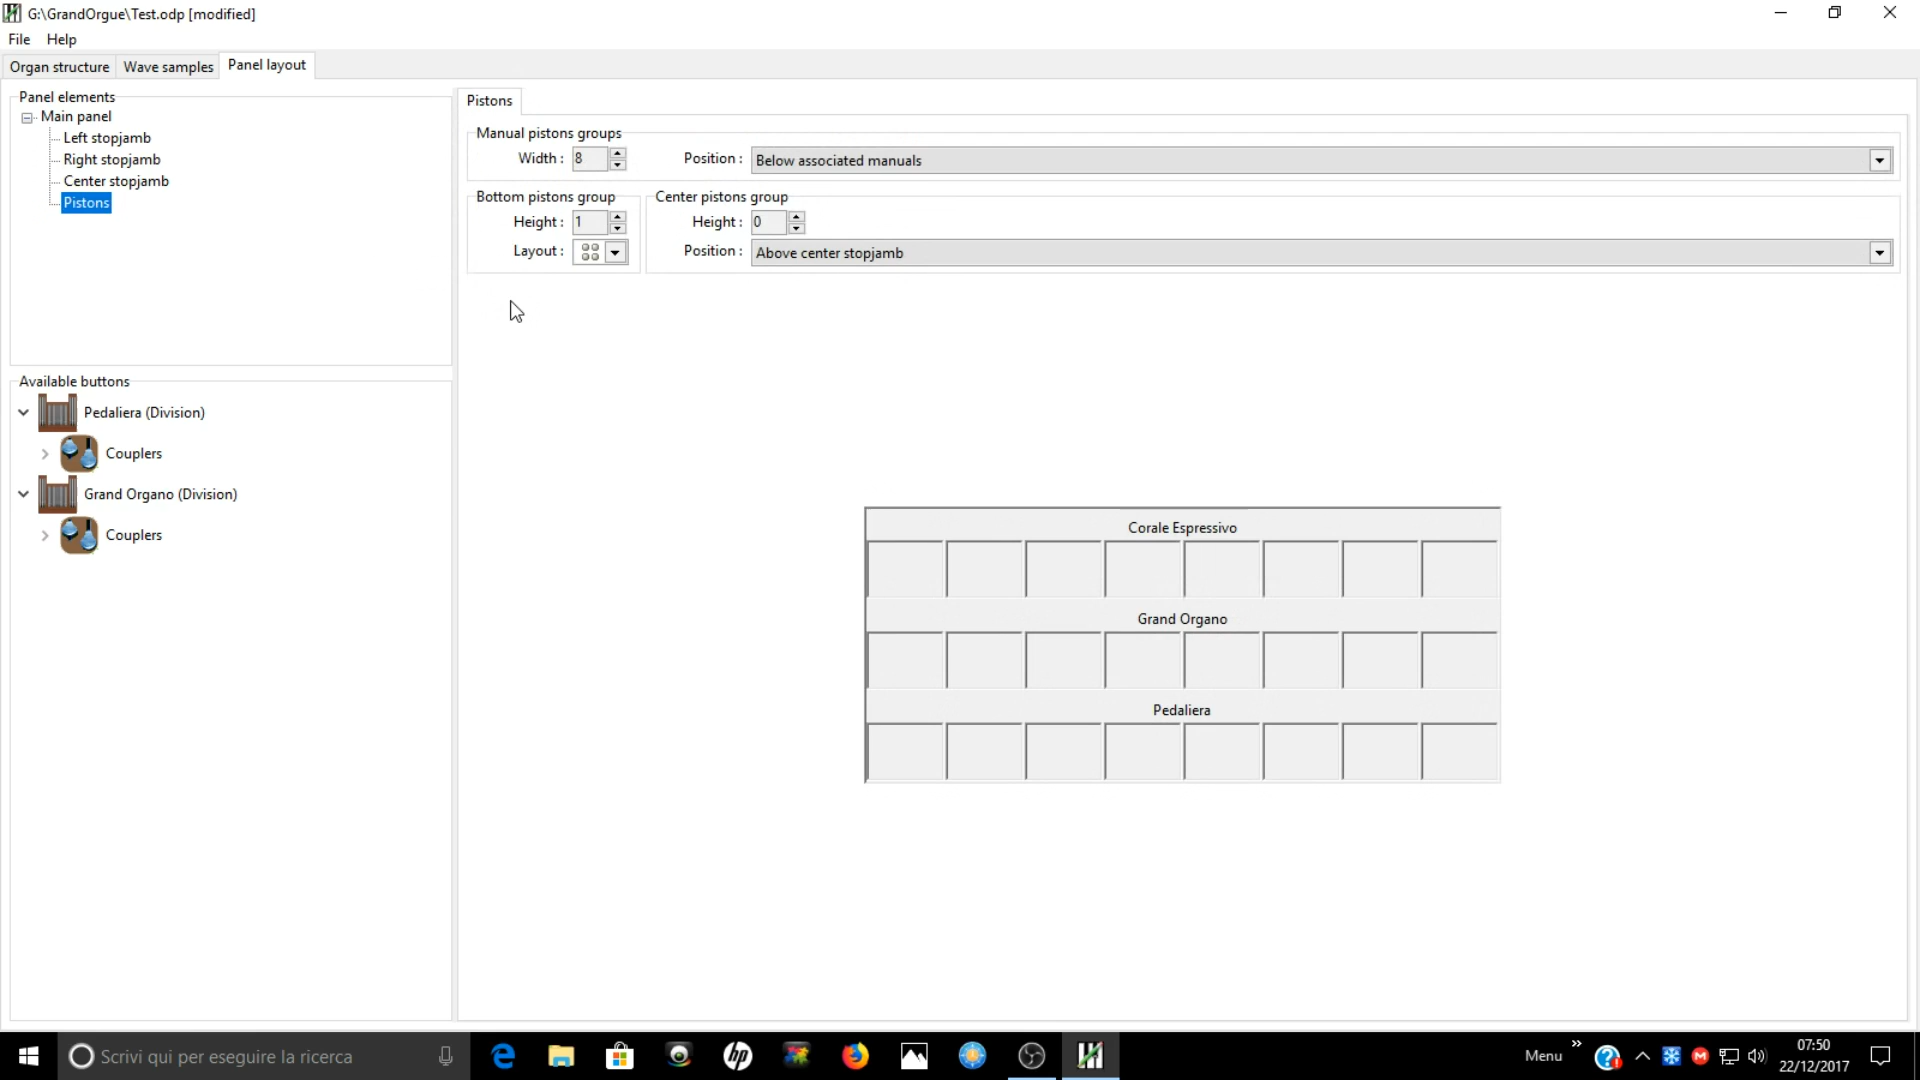 G:\GrandOrgue\Test.odp [modified]
File Help
Organ structure Wave samples Panel layout
Panel elements
Main panel
Left stopjamb
Right stopjamb
Center stopjamb
Pistons
Available buttons
Pedaliera (Division)
Couplers
Grand Organo (Division)
Couplers
Pistons
Manual pistons groups
Width : 8 Position : Below associated manuals
Bottom pistons group Center pistons group
Height : 1 Height : 0
Layout : Position : Above center stopjamb
Corale Espressivo
Grand Organo
Pedaliera
Scrivi qui per eseguire la ricerca
hp
Menu
07:50
22/12/2017